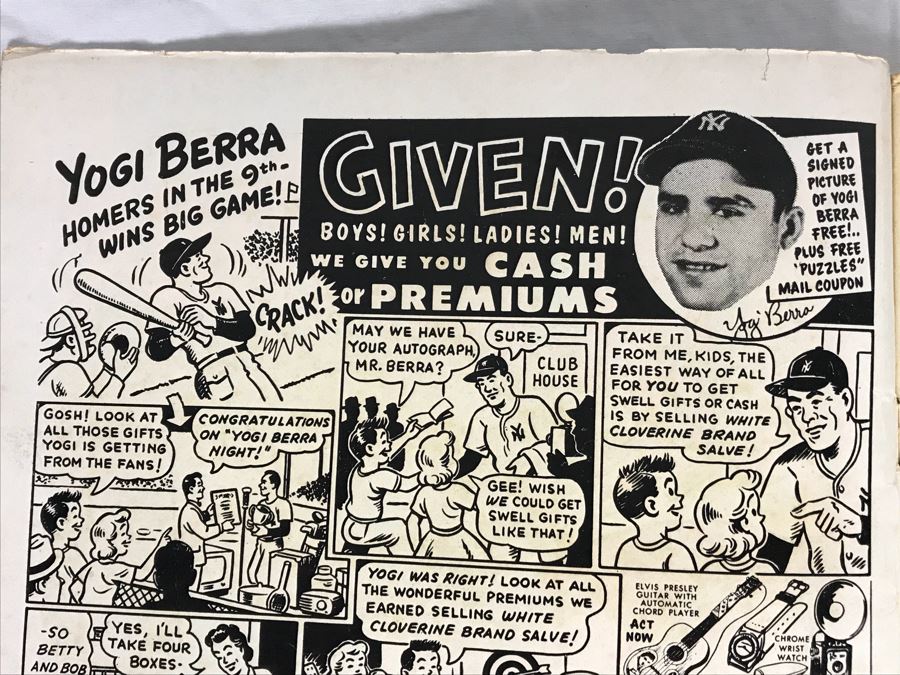 YOGI BERRA
HOMERS IN THE 9th-
WINS BIG GAME!
CRACK!
GIVEN!
BOYS! GIRLS! LADIES! MEN!
WE GIVE YOU CASH
or PREMIUMS
NY
GET A
SIGNED
PICTURE
OF YOGI
BERRA
FREE!..
PLUS FREE
"PUZZLES"
MAIL COUPON
Yogi Berra
GOSH! LOOK AT
ALL THOSE GIFTS
YOGI IS GETTING
FROM THE FANS!
CONGRATULATIONS
ON "YOGI BERRA
NIGHT!"
MAY WE HAVE
YOUR AUTOGRAPH,
MR. BERRA?
SURE-
CLUB
HOUSE
GEE! WISH
WE COULD GET
SWELL GIFTS
LIKE THAT!
TAKE IT
FROM ME, KIDS, THE
EASIEST WAY OF ALL
FOR YOU TO GET
SWELL GIFTS OR CASH
IS BY SELLING WHITE
CLOVERINE BRAND
SALVE!
-SO
BETTY
AND BOB
YES, I'LL
TAKE FOUR
BOXES-
YOGI WAS RIGHT! LOOK AT ALL
THE WONDERFUL PREMIUMS WE
EARNED SELLING WHITE
CLOVERINE BRAND SALVE!
ELVIS PRESLEY
GUITAR WITH
AUTOMATIC
CHORD PLAYER
ACT
NOW
CHROME
WRIST
WATCH